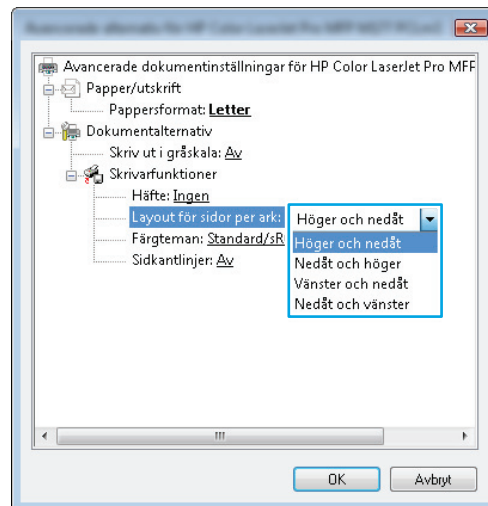 Avancerade dokumentinställningar för HP Color LaserJet Pro MFP
Papper/utskrift
Pappersformat: Letter
Dokumentalternativ
Skriv ut i gråskala: Av
Skrivarfunktioner
Häfte: Ingen
Layout för sidor per ark: Höger och nedåt
Färgteman: Standard/sR Höger och nedåt
Sidkantlinjer: Av Nedåt och höger
Vänster och nedåt
Nedåt och vänster
OK Avbryt